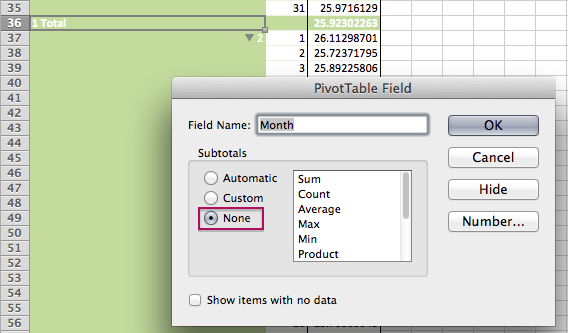 35 31 25.9716129
36 1 Total 25.92302263
37 2 1 26.11298701
38 2 25.72371795
39 3 25.89225806
40
41
42
43
44
45
46
47
48
49
50
51
52
53
54
55
56
PivotTable Field
Field Name: Month
OK
Subtotals
Cancel
Automatic
Custom
None
Sum
Count
Average
Max
Min
Product
Hide
Number...
Show items with no data